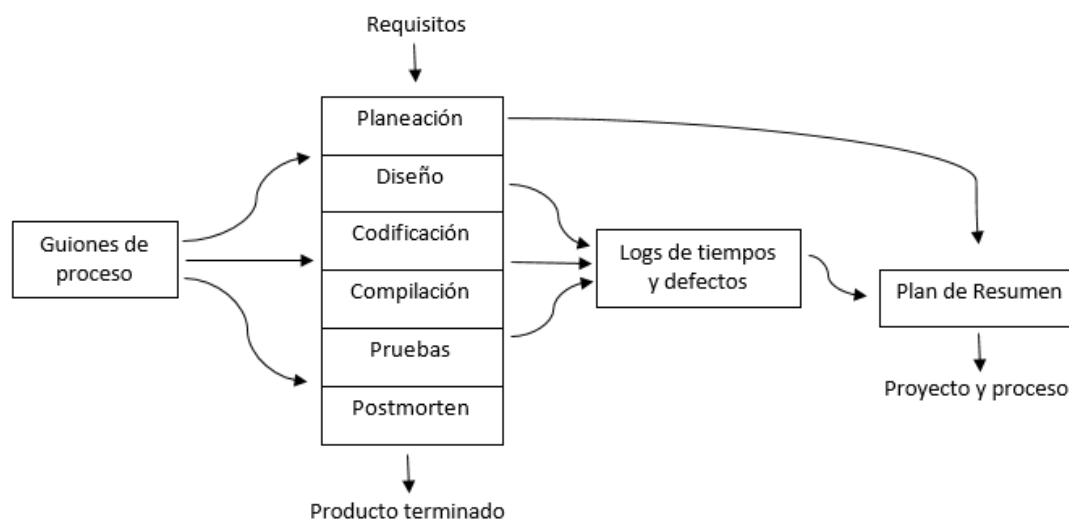 Requisitos
Planeación
Diseño
Codificación
Compilación
Pruebas
Postmorten
Producto terminado
Guiones de
proceso
Logs de tiempos
y defectos
Plan de Resumen
Proyecto y proceso